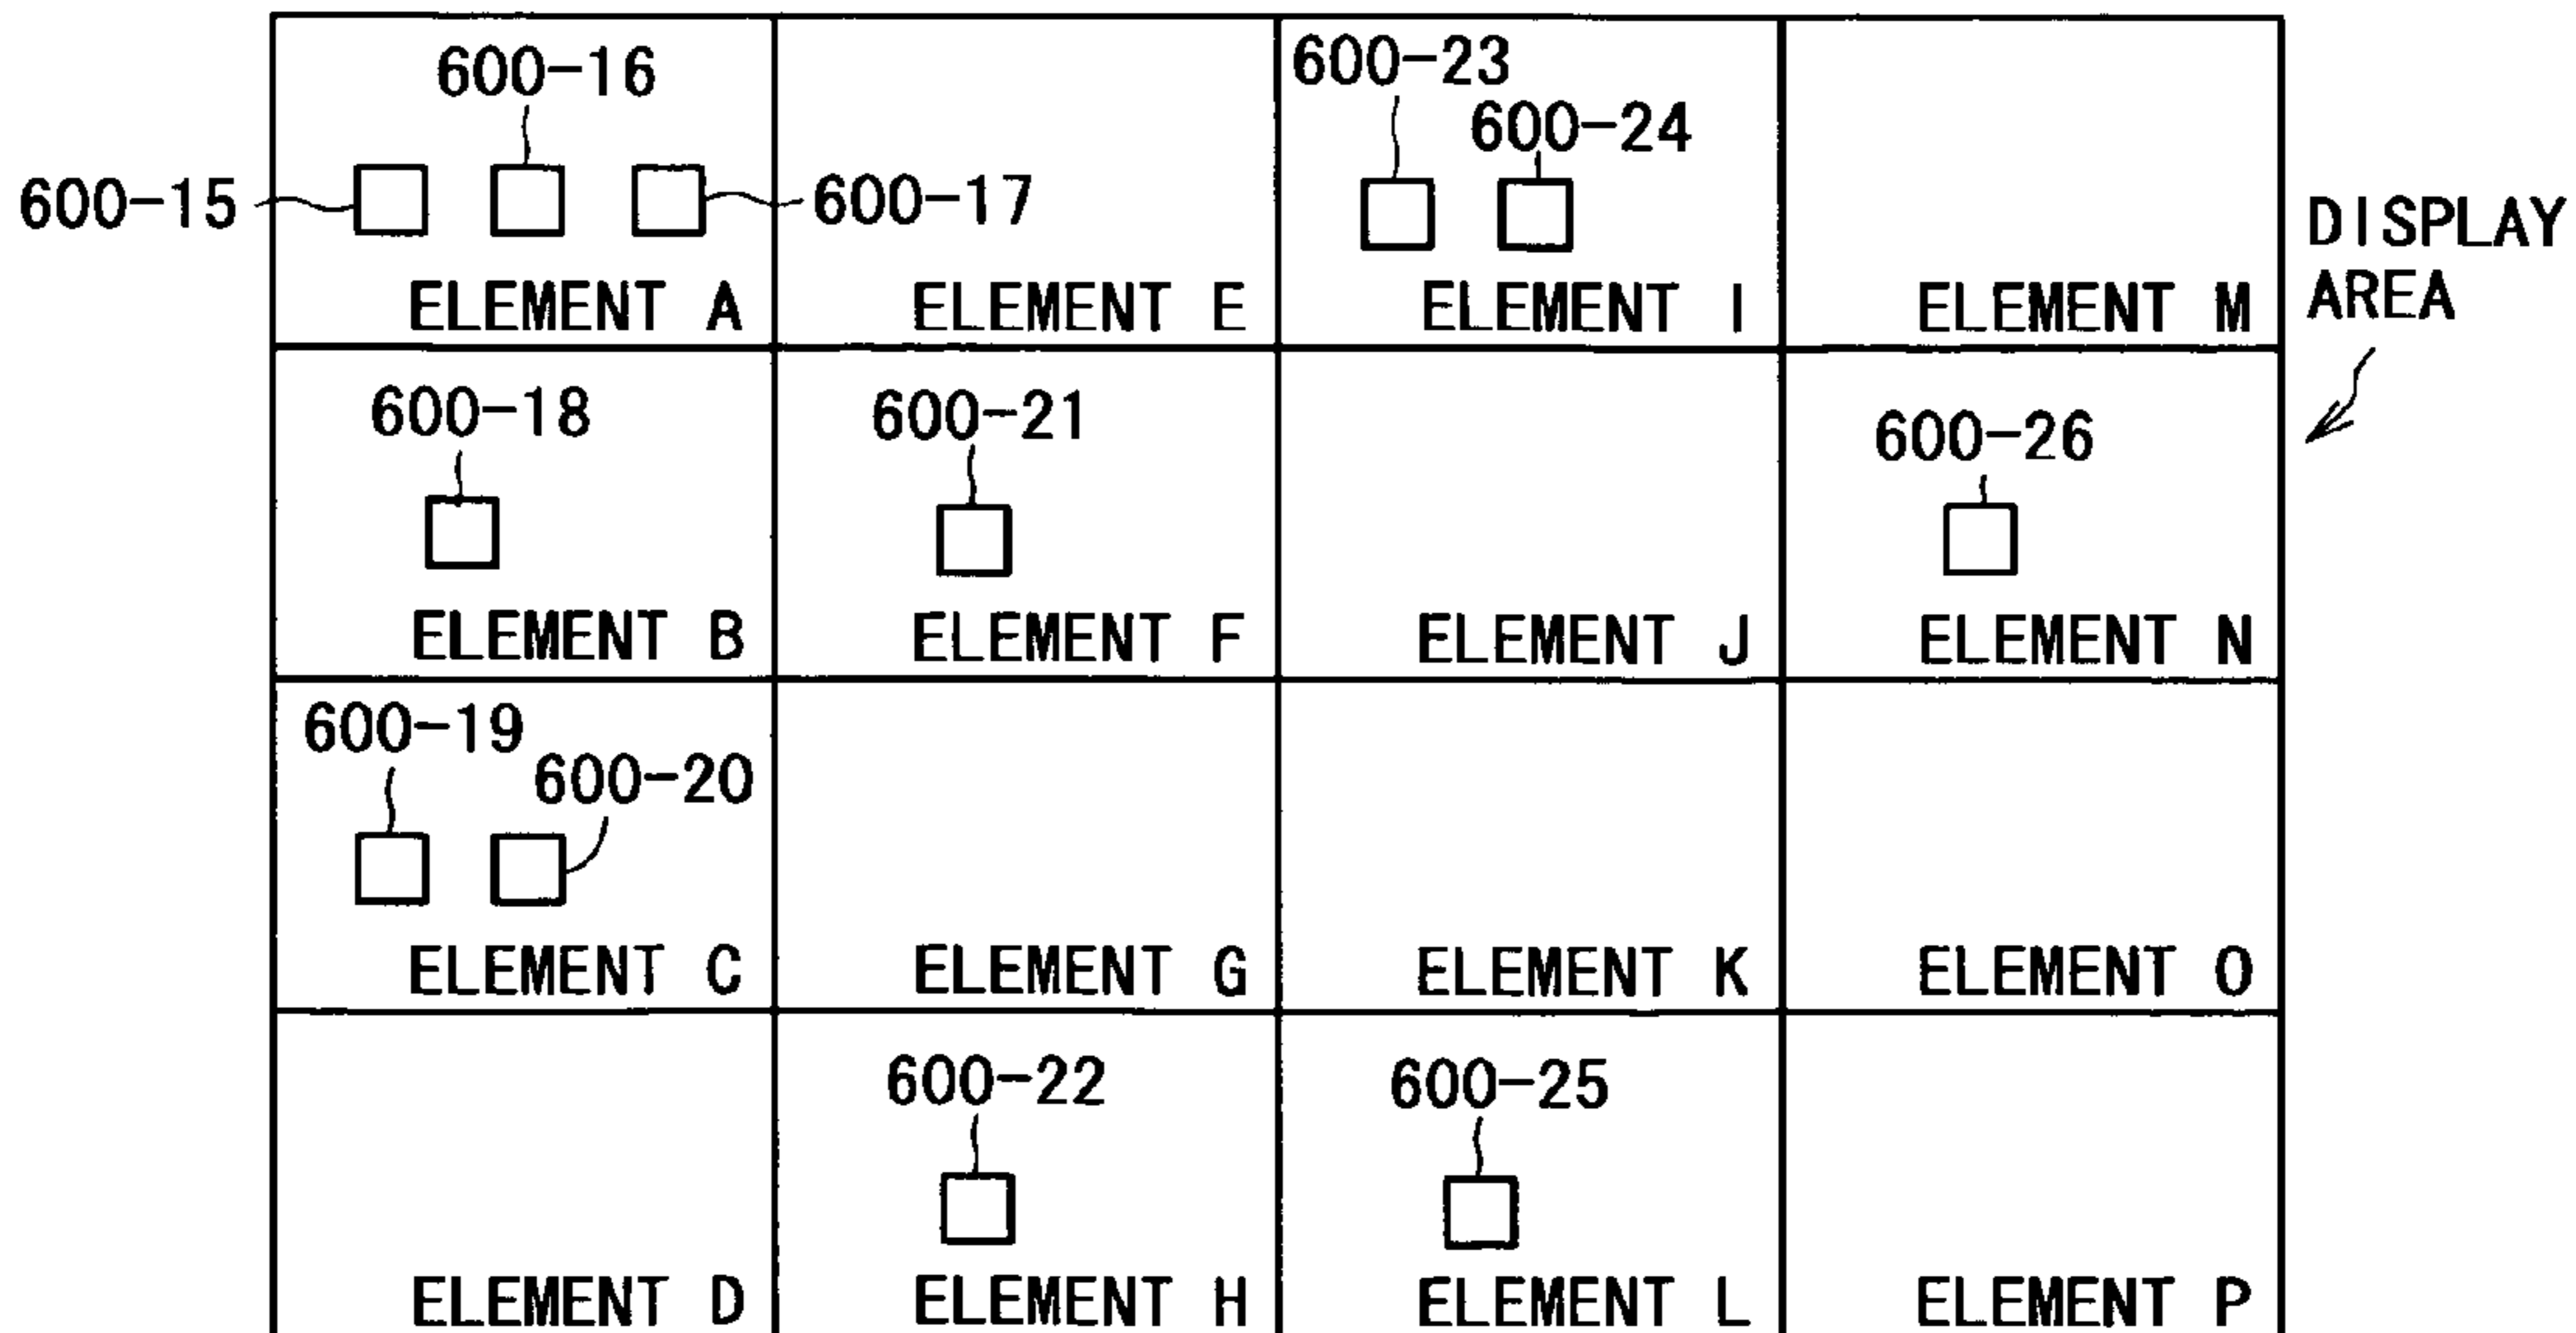 600-16
600-23
600-24
600-15
600-17
DISPLAY
AREA
ELEMENT A
ELEMENT E
ELEMENT I
ELEMENT M
600-18
600-21
600-26
ELEMENT B
ELEMENT F
ELEMENT J
ELEMENT N
600-19
600-20
ELEMENT C
ELEMENT G
ELEMENT K
ELEMENT O
600-22
600-25
ELEMENT D
ELEMENT H
ELEMENT L
ELEMENT P